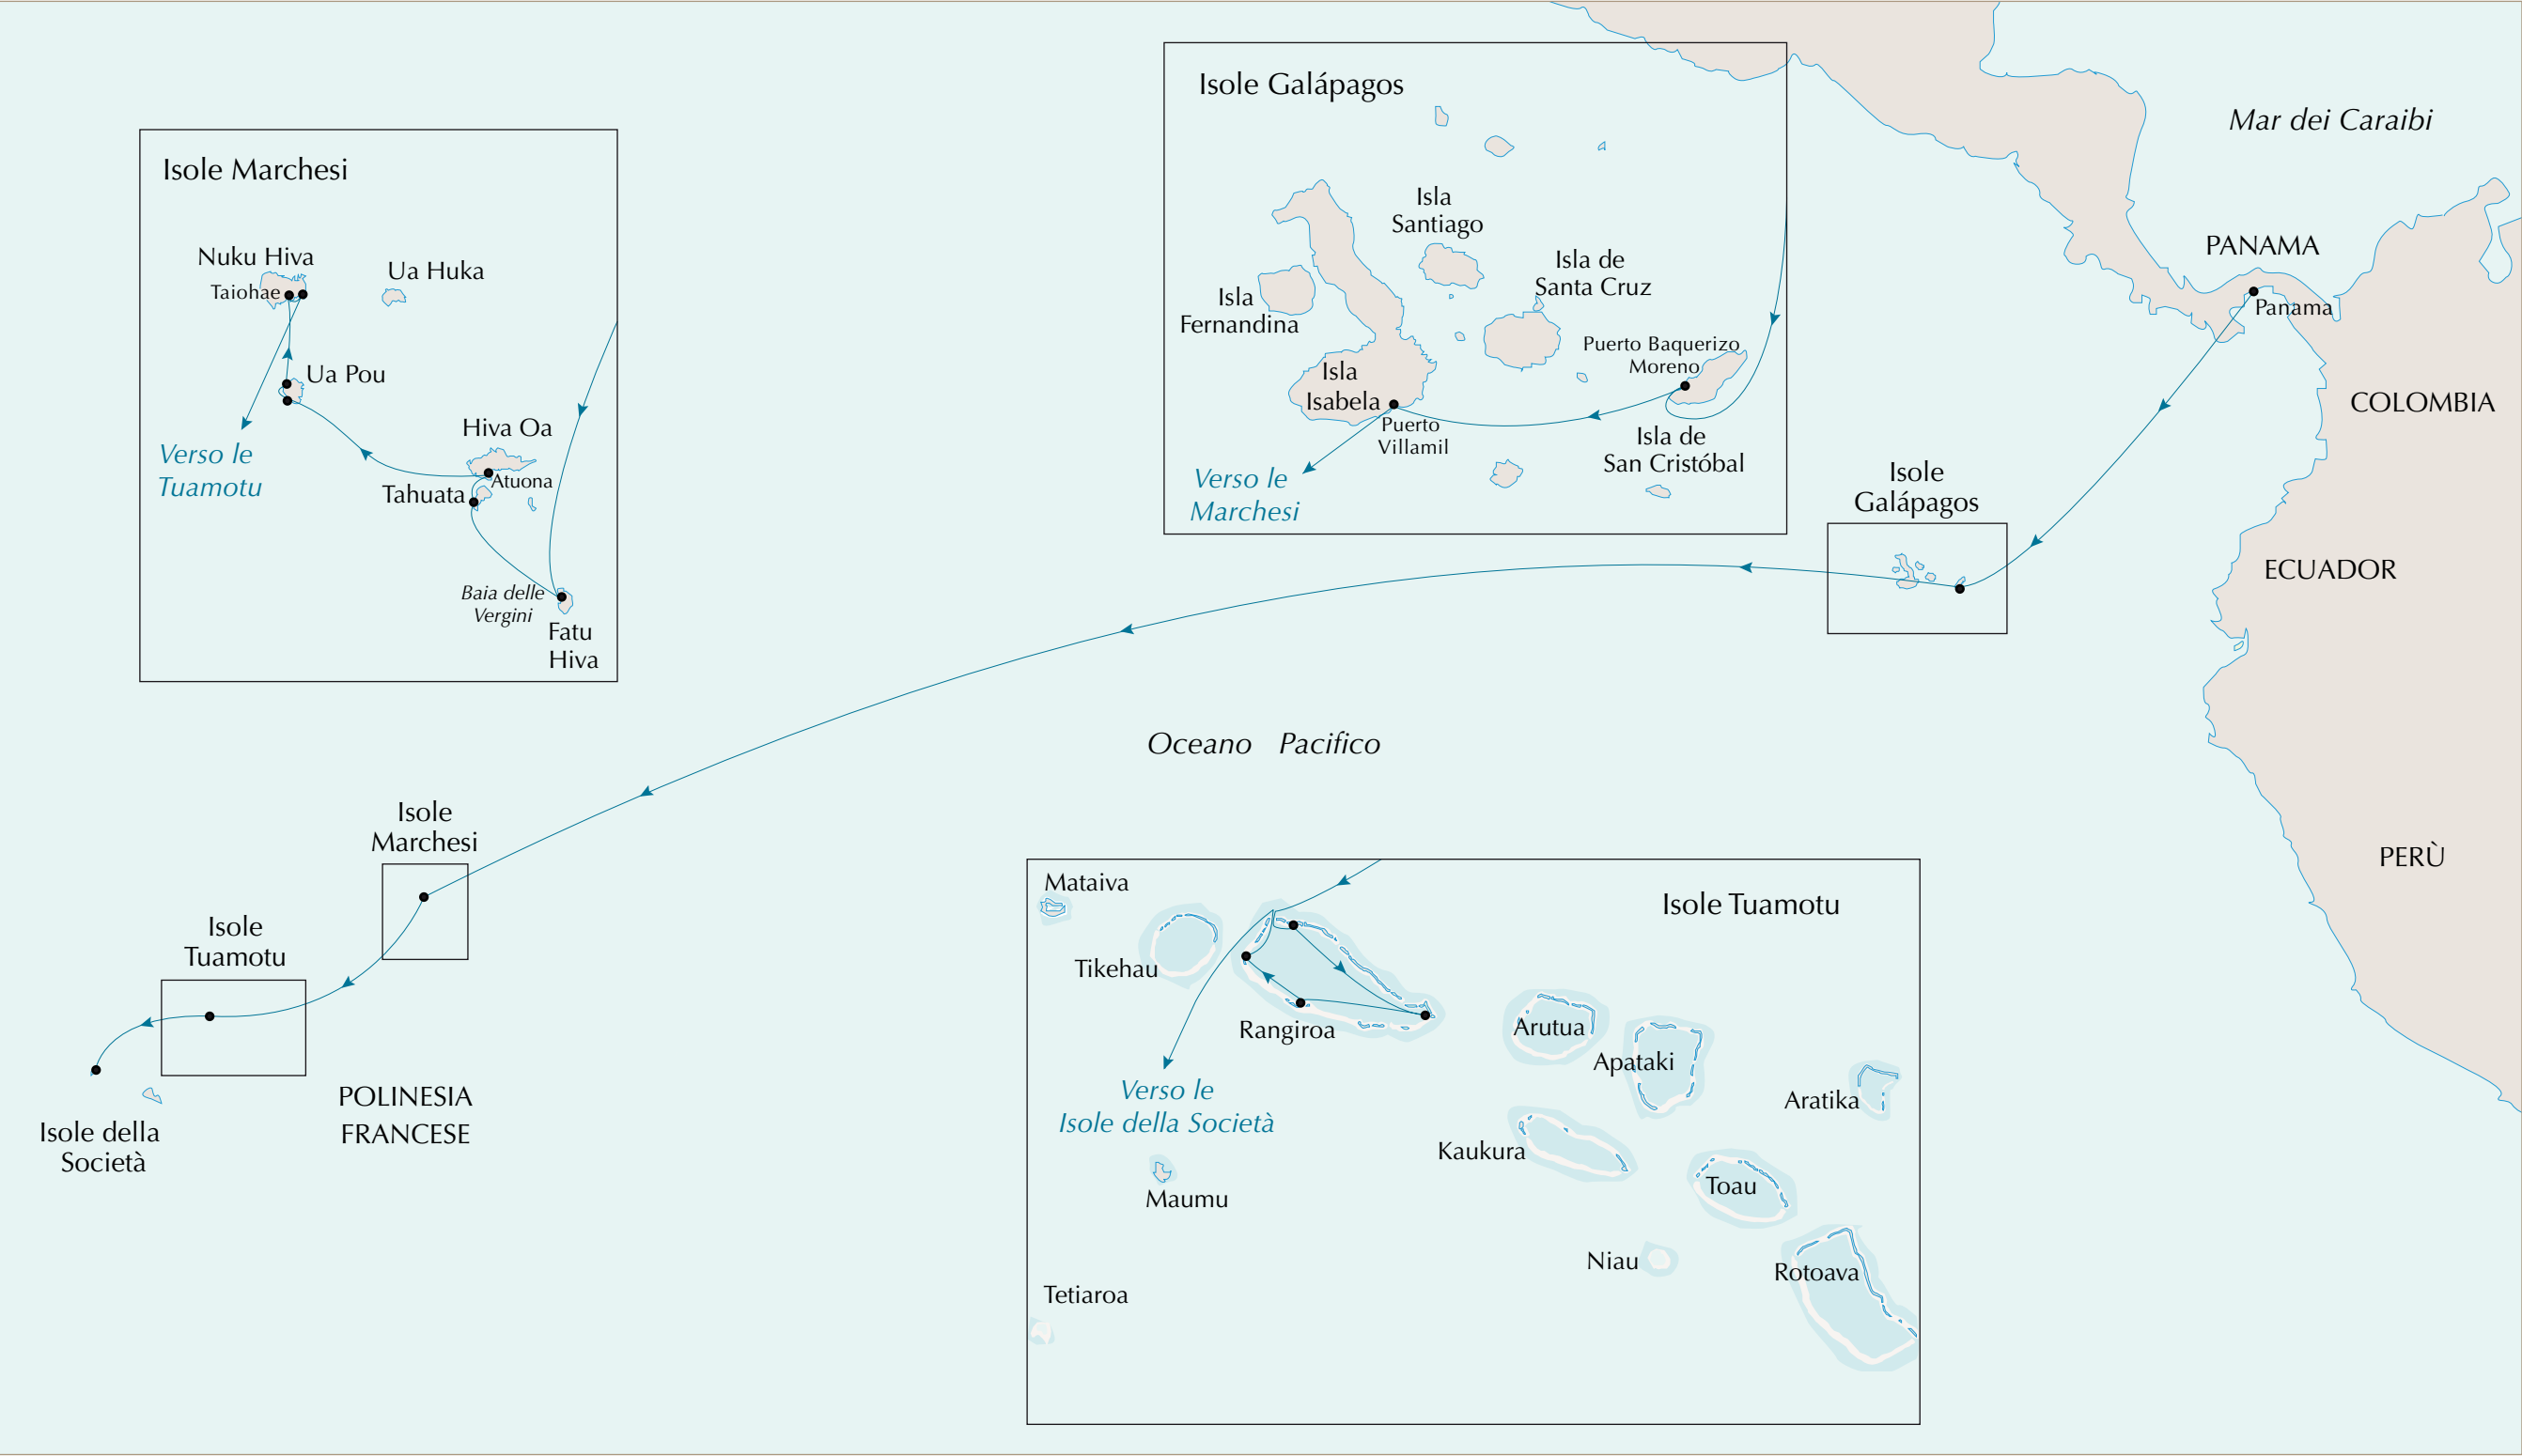 Isole Marchesi
Nuku Hiva
Taiohae
Ua Huka
Ua Pou
Verso le
Tuamotu
Hiva Oa
Atuona
Tahuata
Baia delle
Vergini
Fatu
Hiva
Isole Galápagos
Isla
Santiago
Isla de
Santa Cruz
Isla
Fernandina
Puerto Baquerizo
Moreno
Isla
Isabela
Puerto
Villamil
Isla de
San Cristóbal
Verso le
Marchesi
Mar dei Caraibi
PANAMA
Panama
COLOMBIA
Isole
Galápagos
ECUADOR
Oceano Pacifico
PERÙ
Isole
Marchesi
Isole
Tuamotu
POLINESIA
FRANCESE
Isole della
Società
Isole Tuamotu
Mataiva
Tikehau
Rangiroa
Arutua
Apataki
Aratika
Verso le
Isole della Società
Kaukura
Maumu
Toau
Niau
Rotoava
Tetiaroa